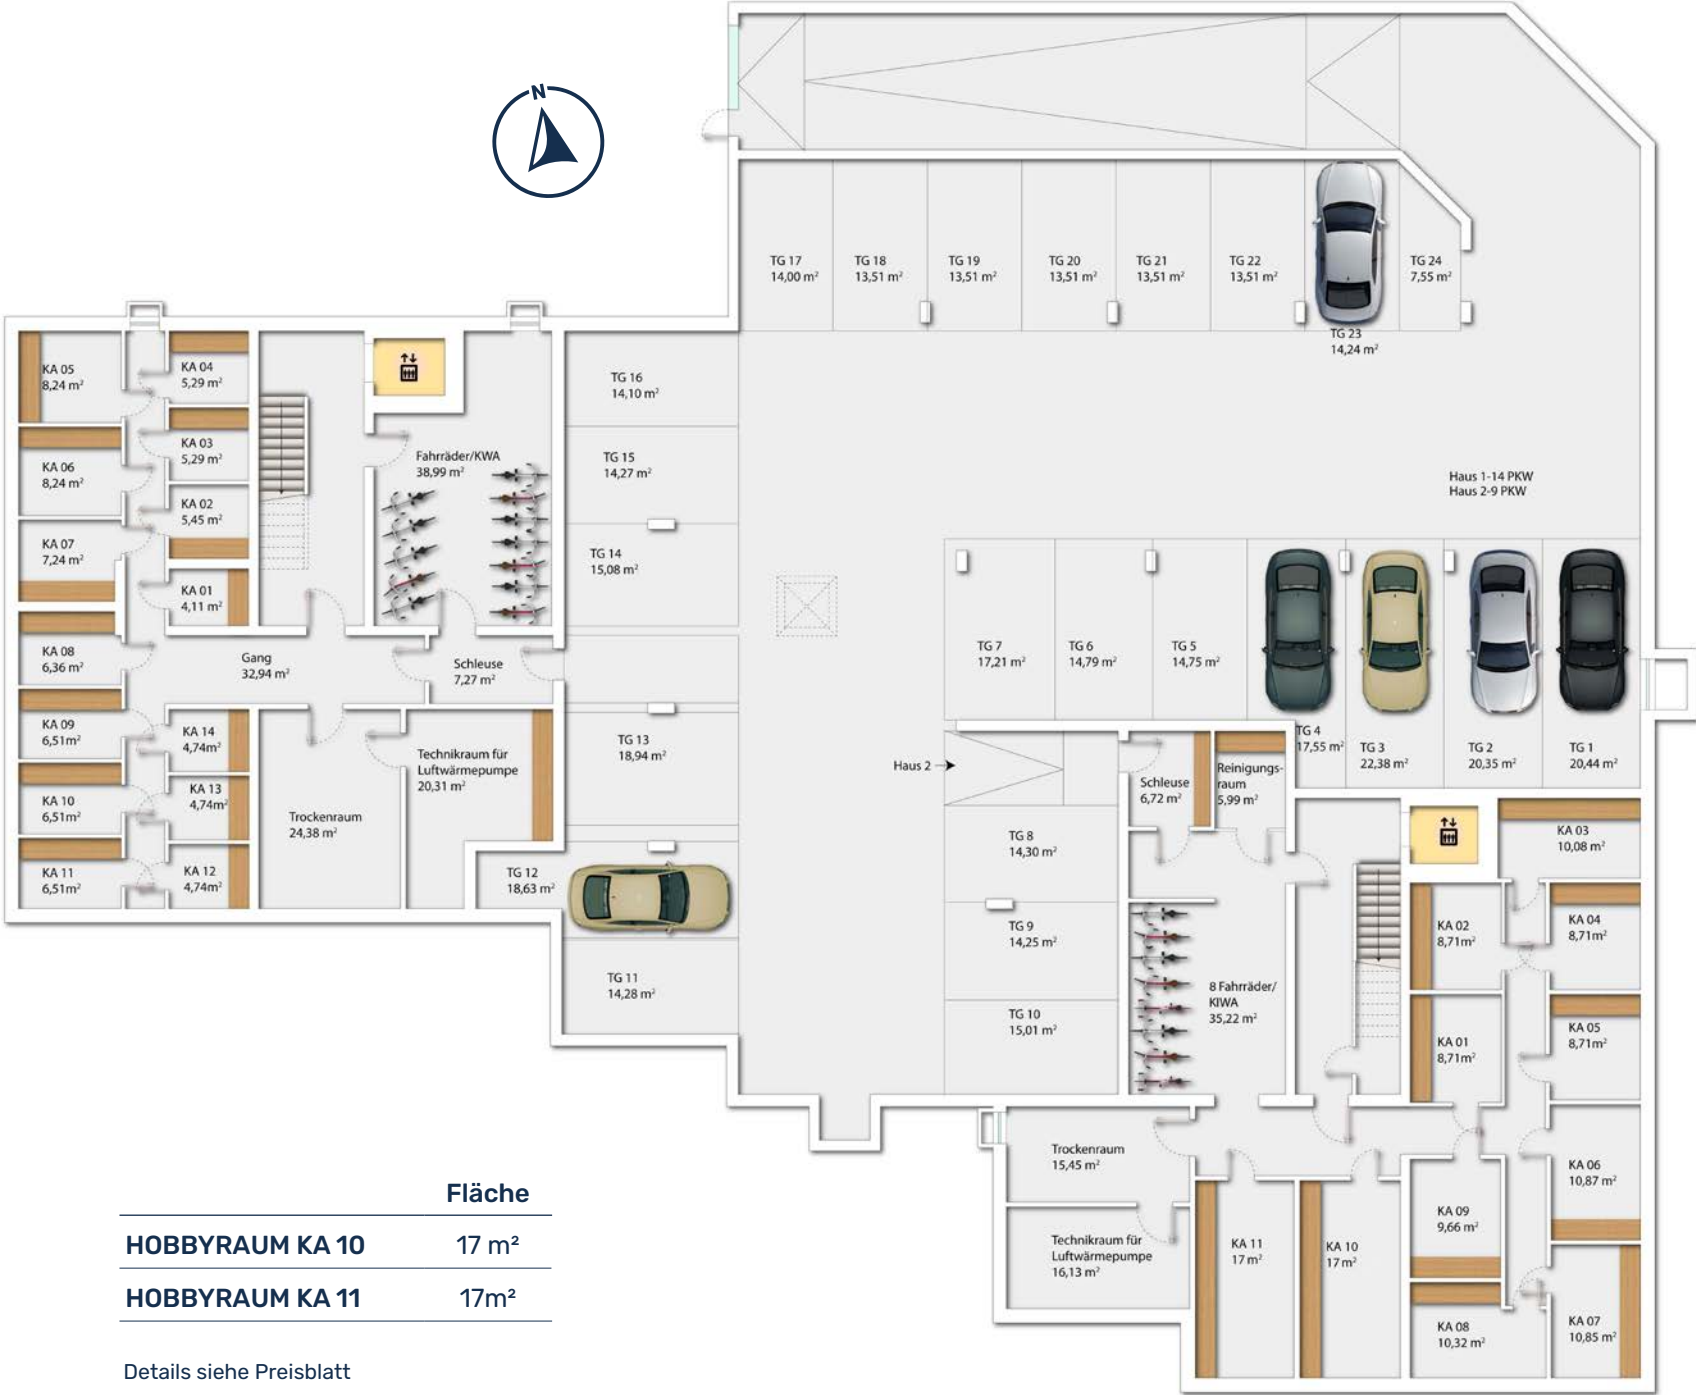 N
TG 17
14,00 m²
TG 18
13,51 m²
TG 19
13,51 m²
TG 20
13,51 m²
TG 21
13,51 m²
TG 22
13,51 m²
TG 23
14,24 m²
TG 24
7,55 m²
KA 05
8,24 m²
KA 04
5,29 m²
KA 03
5,29 m²
KA 06
8,24 m²
KA 02
5,45 m²
KA 07
7,24 m²
KA 01
4,11 m²
KA 08
6,36 m²
Gang
32,94 m²
Schleuse
7,27 m²
Fahrräder/KWA
38,99 m²
KA 09
6,51m²
KA 14
4,74m²
KA 10
6,51m²
KA 13
4,74m²
KA 11
6,51m²
KA 12
4,74m²
Trockenraum
24,38 m²
Technikraum für
Luftwärmepumpe
20,31 m²
TG 16
14,10 m²
TG 15
14,27 m²
TG 14
15,08 m²
TG 13
18,94 m²
TG 12
18,63 m²
TG 11
14,28 m²
Haus 1-14 PKW
Haus 2-9 PKW
TG 7
17,21 m²
TG 6
14,79 m²
TG 5
14,75 m²
TG 4
17,55 m²
TG 3
22,38 m²
TG 2
20,35 m²
TG 1
20,44 m²
Haus 2
Schleuse
6,72 m²
Reinigungs-
raum
5,99 m²
TG 8
14,30 m²
TG 9
14,25 m²
TG 10
15,01 m²
8 Fahrräder/
KIWA
35,22 m²
KA 03
10,08 m²
KA 02
8,71m²
KA 04
8,71m²
KA 01
8,71m²
KA 05
8,71m²
KA 06
10,87 m²
Trockenraum
15,45 m²
Technikraum für
Luftwärmepumpe
16,13 m²
KA 11
17 m²
KA 10
17 m²
KA 09
9,66 m²
KA 08
10,32 m²
KA 07
10,85 m²
Fläche
HOBBYRAUM KA 10 17 m²
HOBBYRAUM KA 11 17m²
Details siehe Preisblatt